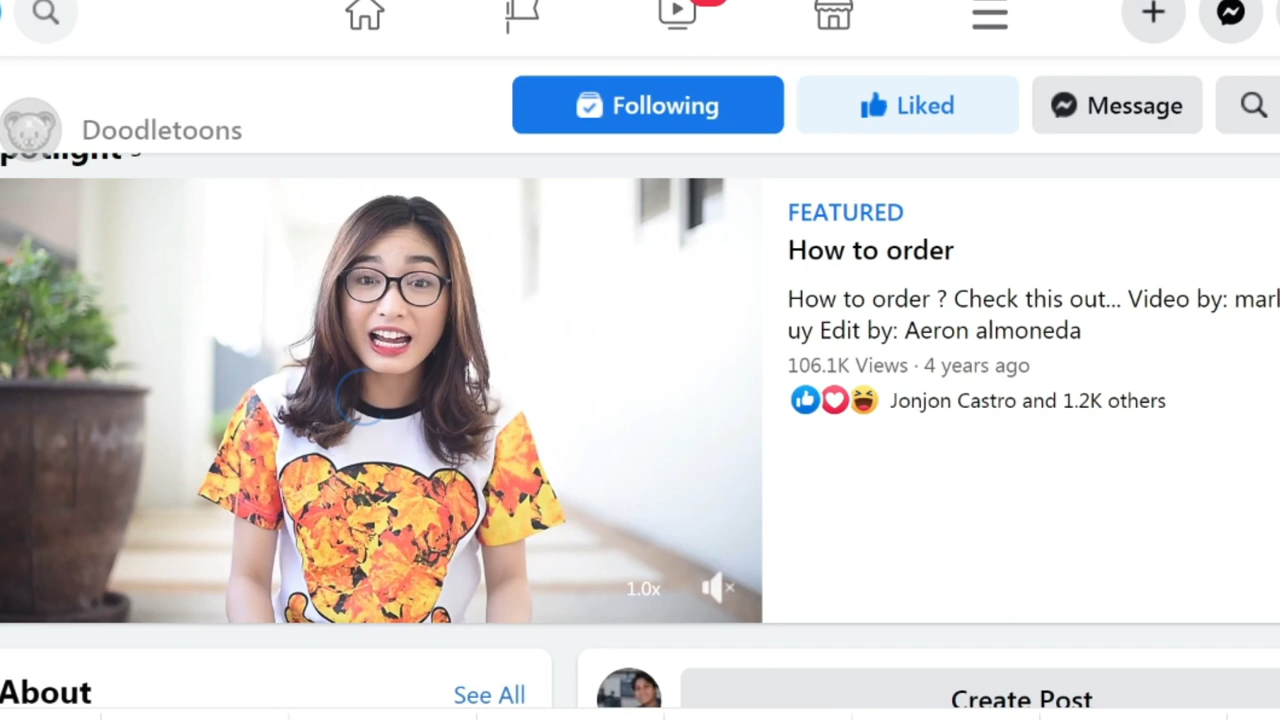 Following
Liked
Message
Doodletoons
potlight
FEATURED
How to order
How to order ? Check this out... Video by: mark
uy Edit by: Aeron almoneda
106.1K Views · 4 years ago
Jonjon Castro and 1.2K others
1.0x
About
See All
Create Post